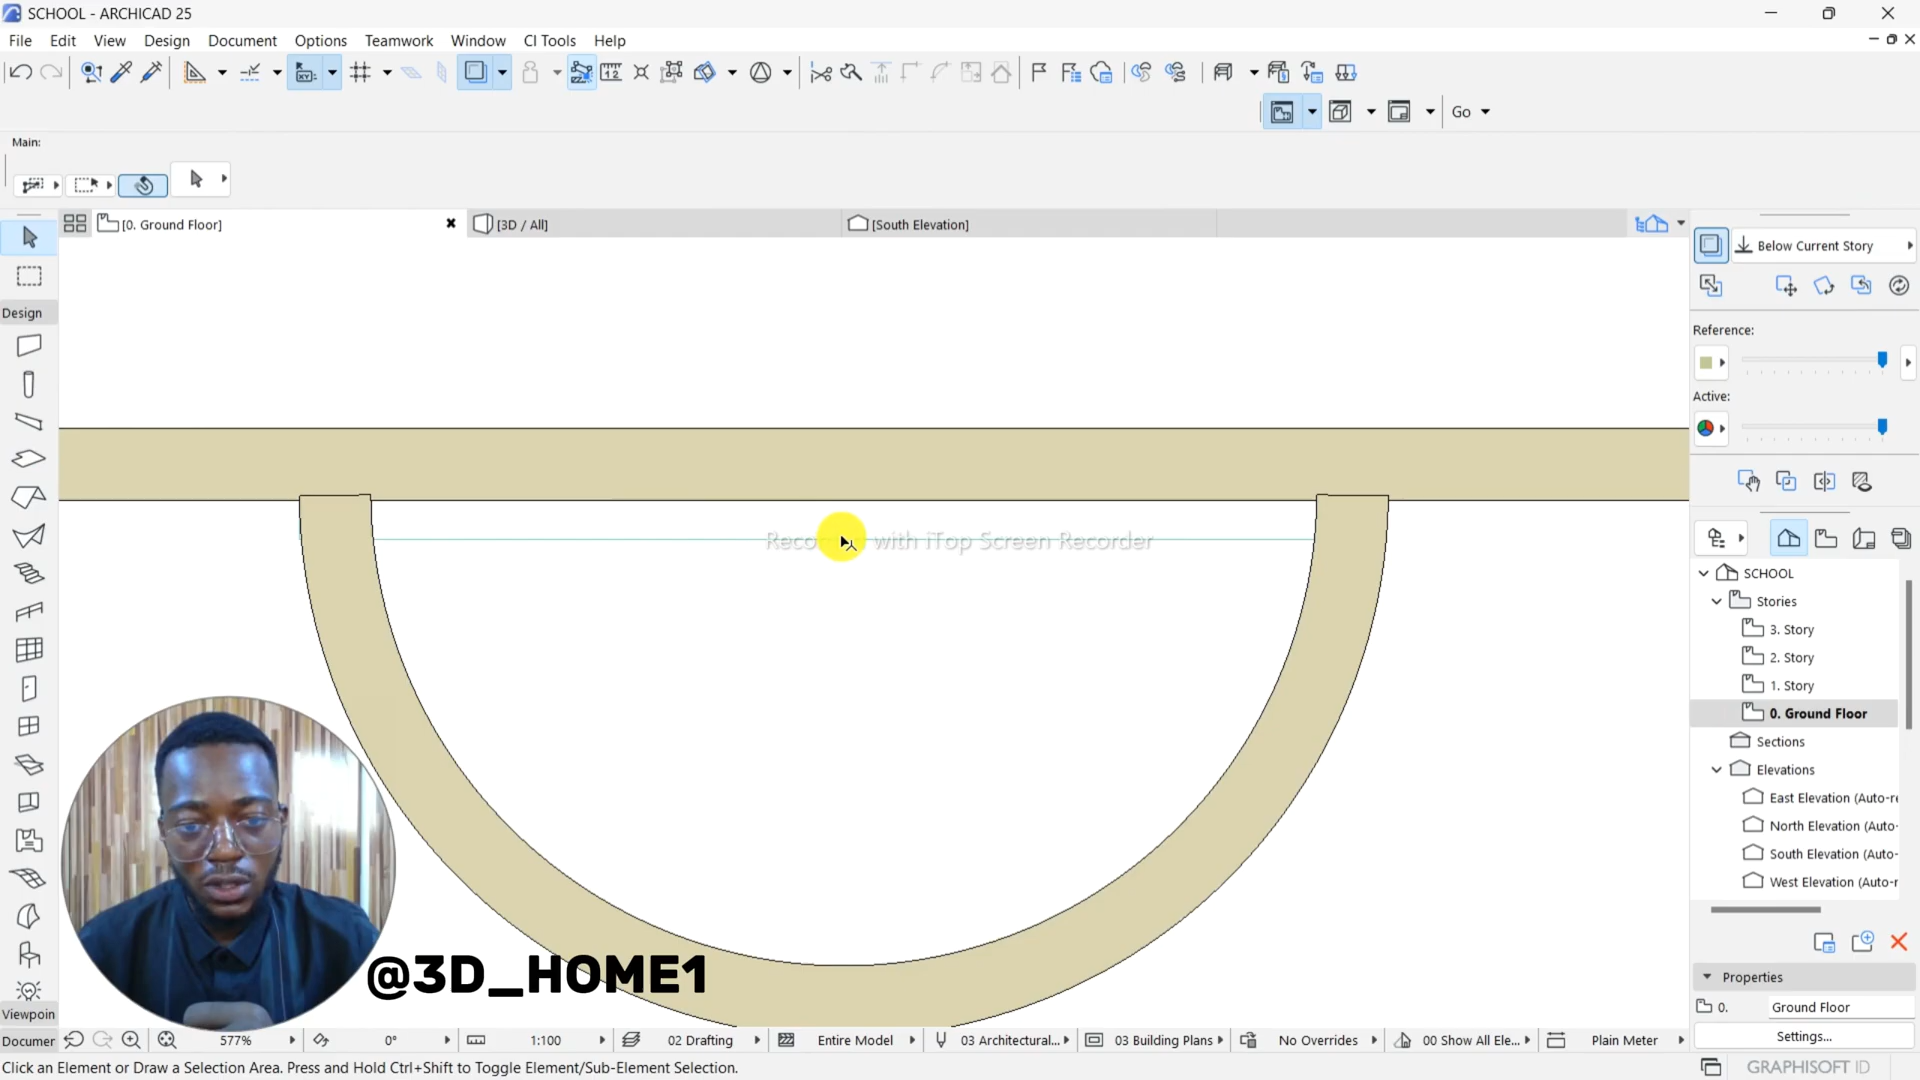 SCHOOL - ARCHICAD 25
File Edit View Design Document Options Teamwork Window CI Tools Help
Go
Main:
[0. Ground Floor] [3D / All] [South Elevation]
Below Current Story
Design
Reference:
Active:
Recorded with iTop Screen Recorder
SCHOOL
Stories
3. Story
2. Story
1. Story
0. Ground Floor
Sections
Elevations
East Elevation (Auto-r
North Elevation (Auto-
South Elevation (Auto-
West Elevation (Auto-r
@3D_HOME1
Properties
0. Ground Floor
Viewpoin
Settings...
Documer 577% 0° 1:100 02 Drafting Entire Model 03 Architectural... 03 Building Plans No Overrides 00 Show All Ele... Plain Meter
Click an Element or Draw a Selection Area. Press and Hold Ctrl+Shift to Toggle Element/Sub-Element Selection.
GRAPHISOFT ID